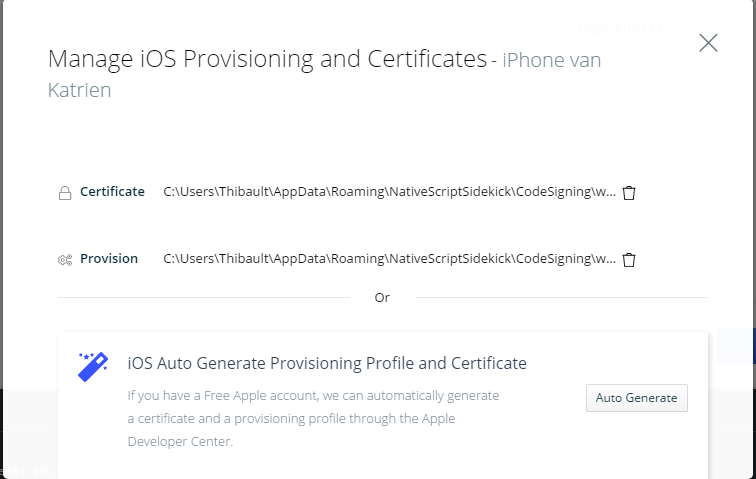 Manage iOS Provisioning and Certificates - iPhone van
Katrien
Certificate C:\Users\Thibault\AppData\Roaming\NativeScriptSidekick\CodeSigning\w...
Provision C:\Users\Thibault\AppData\Roaming\NativeScriptSidekick\CodeSigning\w...
Or
iOS Auto Generate Provisioning Profile and Certificate
If you have a Free Apple account, we can automatically generate
a certificate and a provisioning profile through the Apple
Developer Center.
Auto Generate